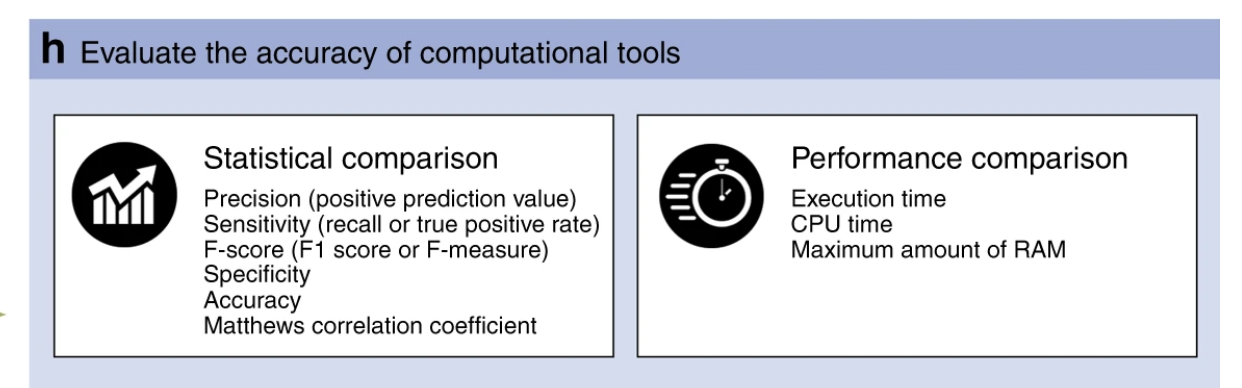 h Evaluate the accuracy of computational tools
Statistical comparison
Precision (positive prediction value)
Sensitivity (recall or true positive rate)
F-score (F1 score or F-measure)
Specificity
Accuracy
Matthews correlation coefficient
Performance comparison
Execution time
CPU time
Maximum amount of RAM